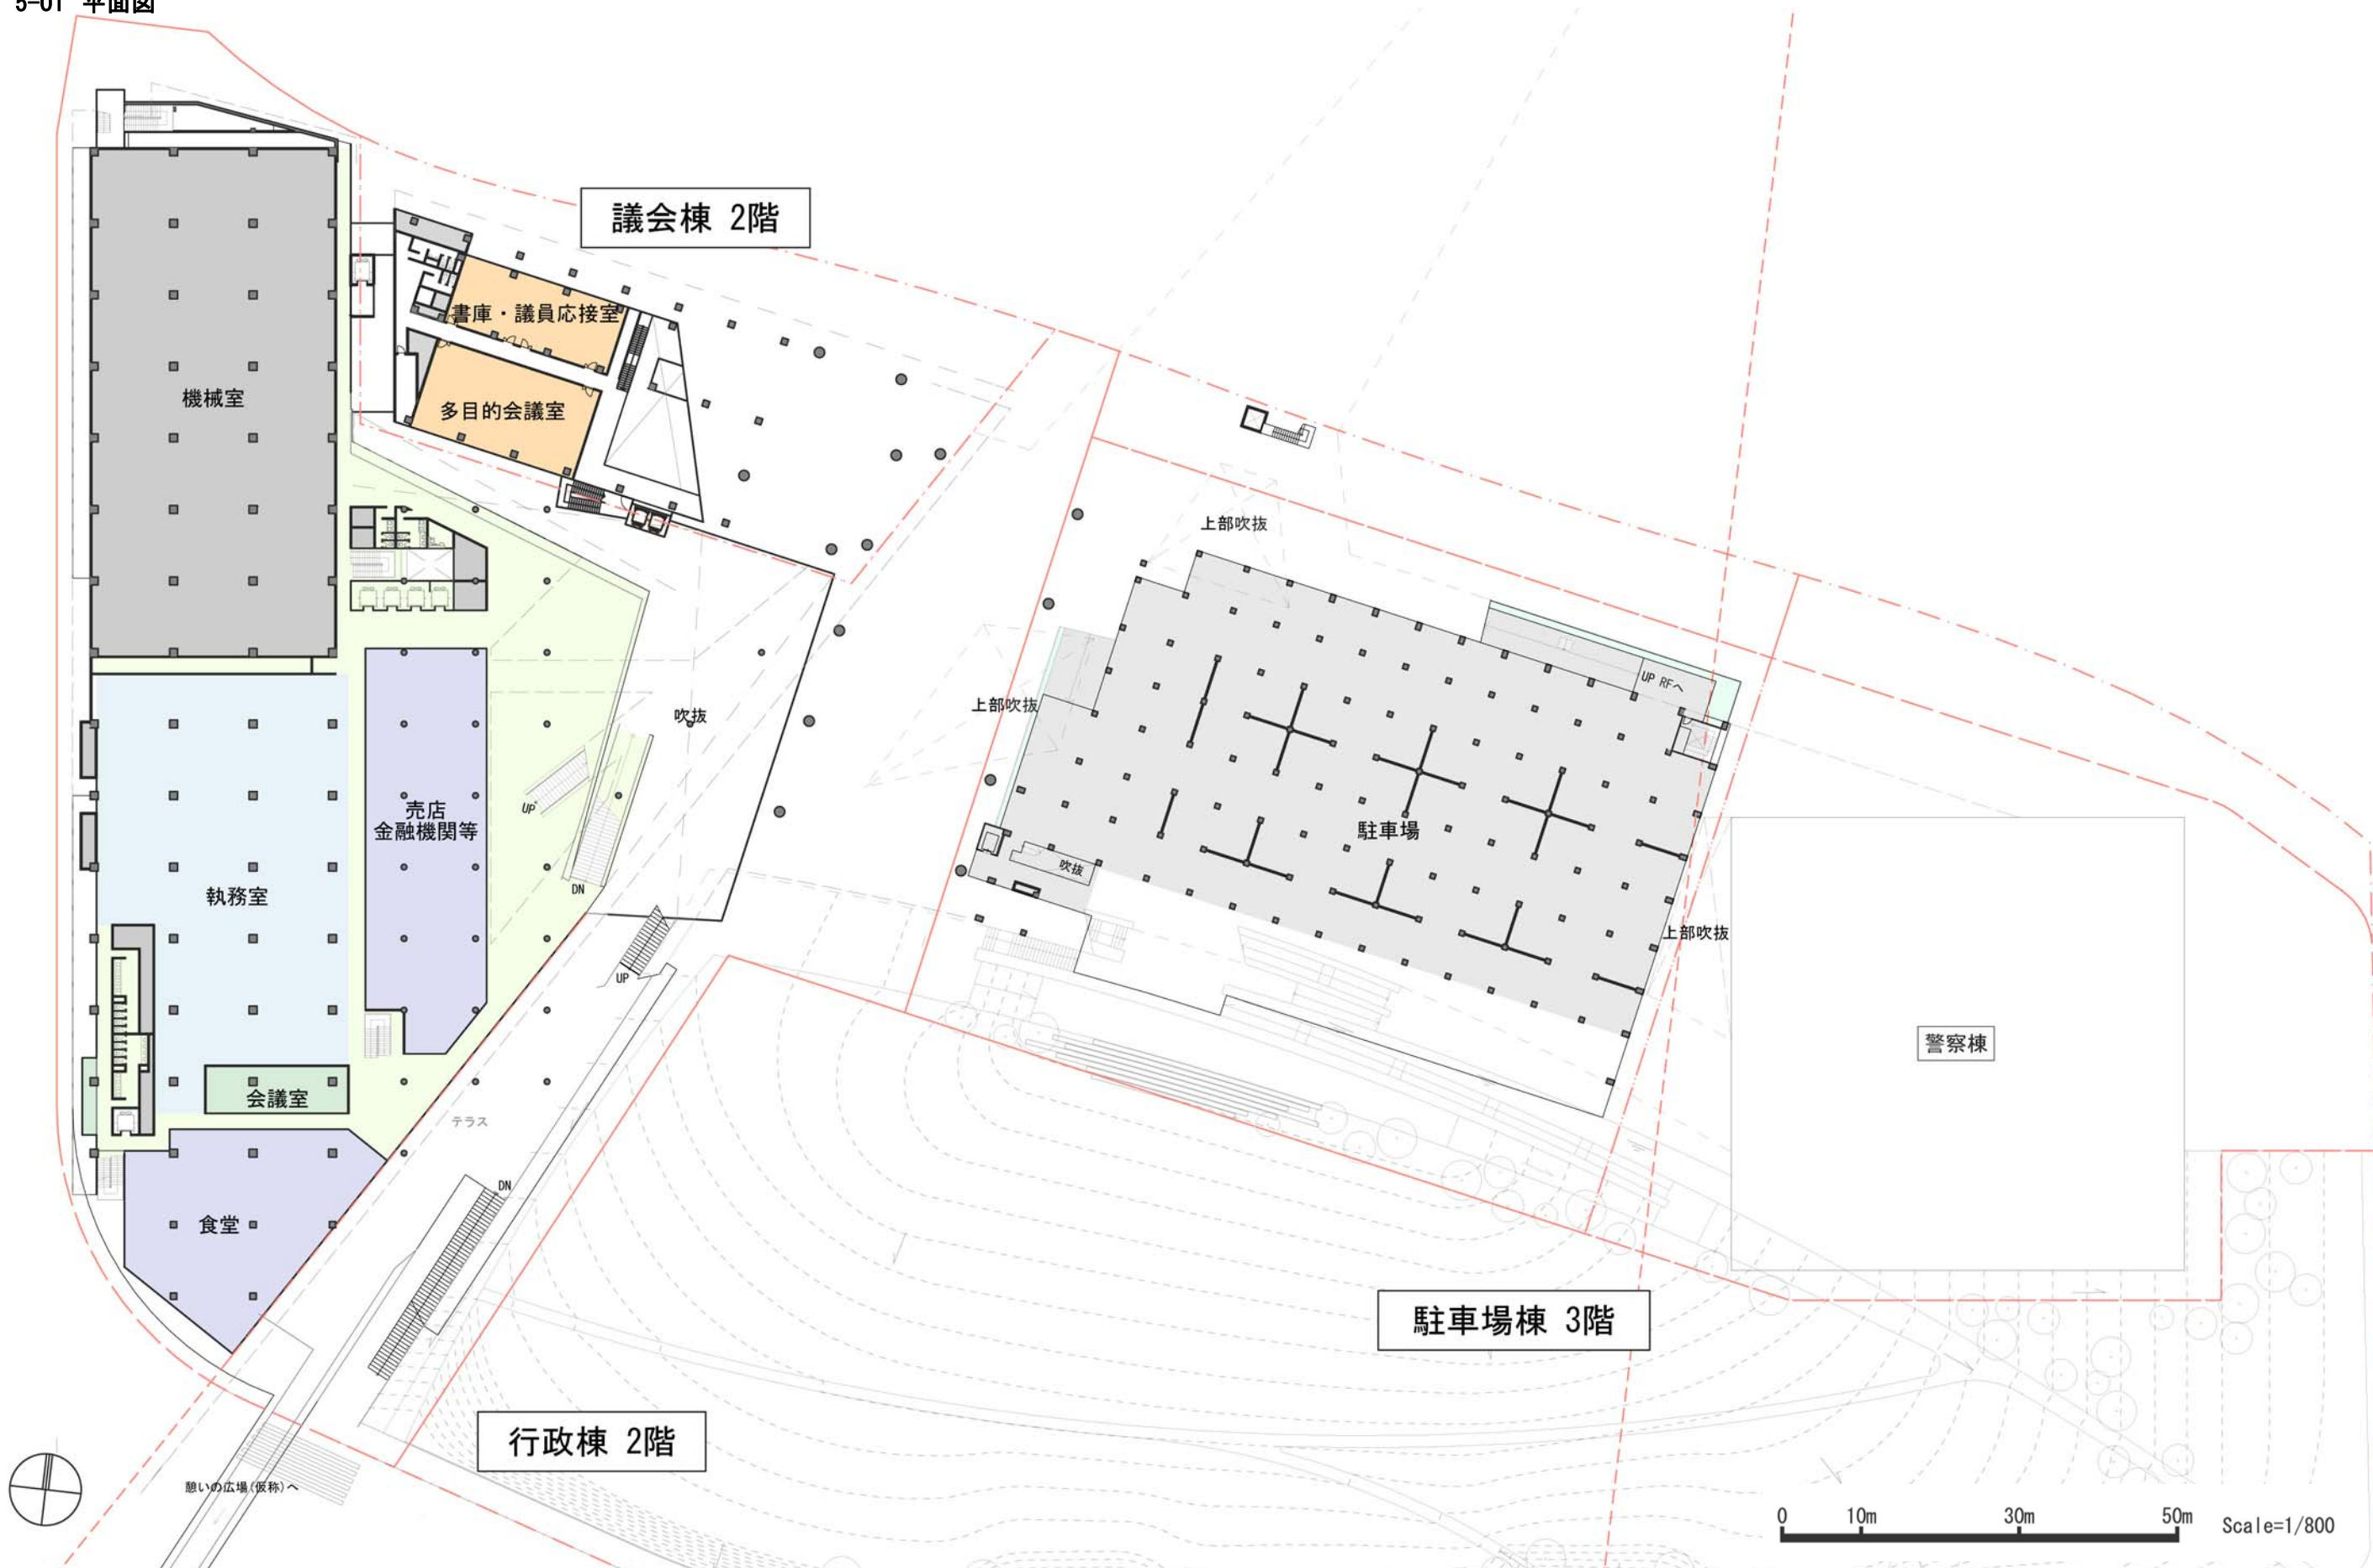 5-01 平面図
議会棟 2階
書庫・議員応接室
機械室
多目的会議室
上部吹抜
UP RFへ
上部吹抜
吹抜
UP
売店
金融機関等
駐車場
吹抜
DN
執務室
上部吹抜
UP
警察棟
会議室
テラス
DN
食堂
駐車場棟 3階
行政棟 2階
憩いの広場(仮称)へ
0 10m 30m 50m Scale=1/800